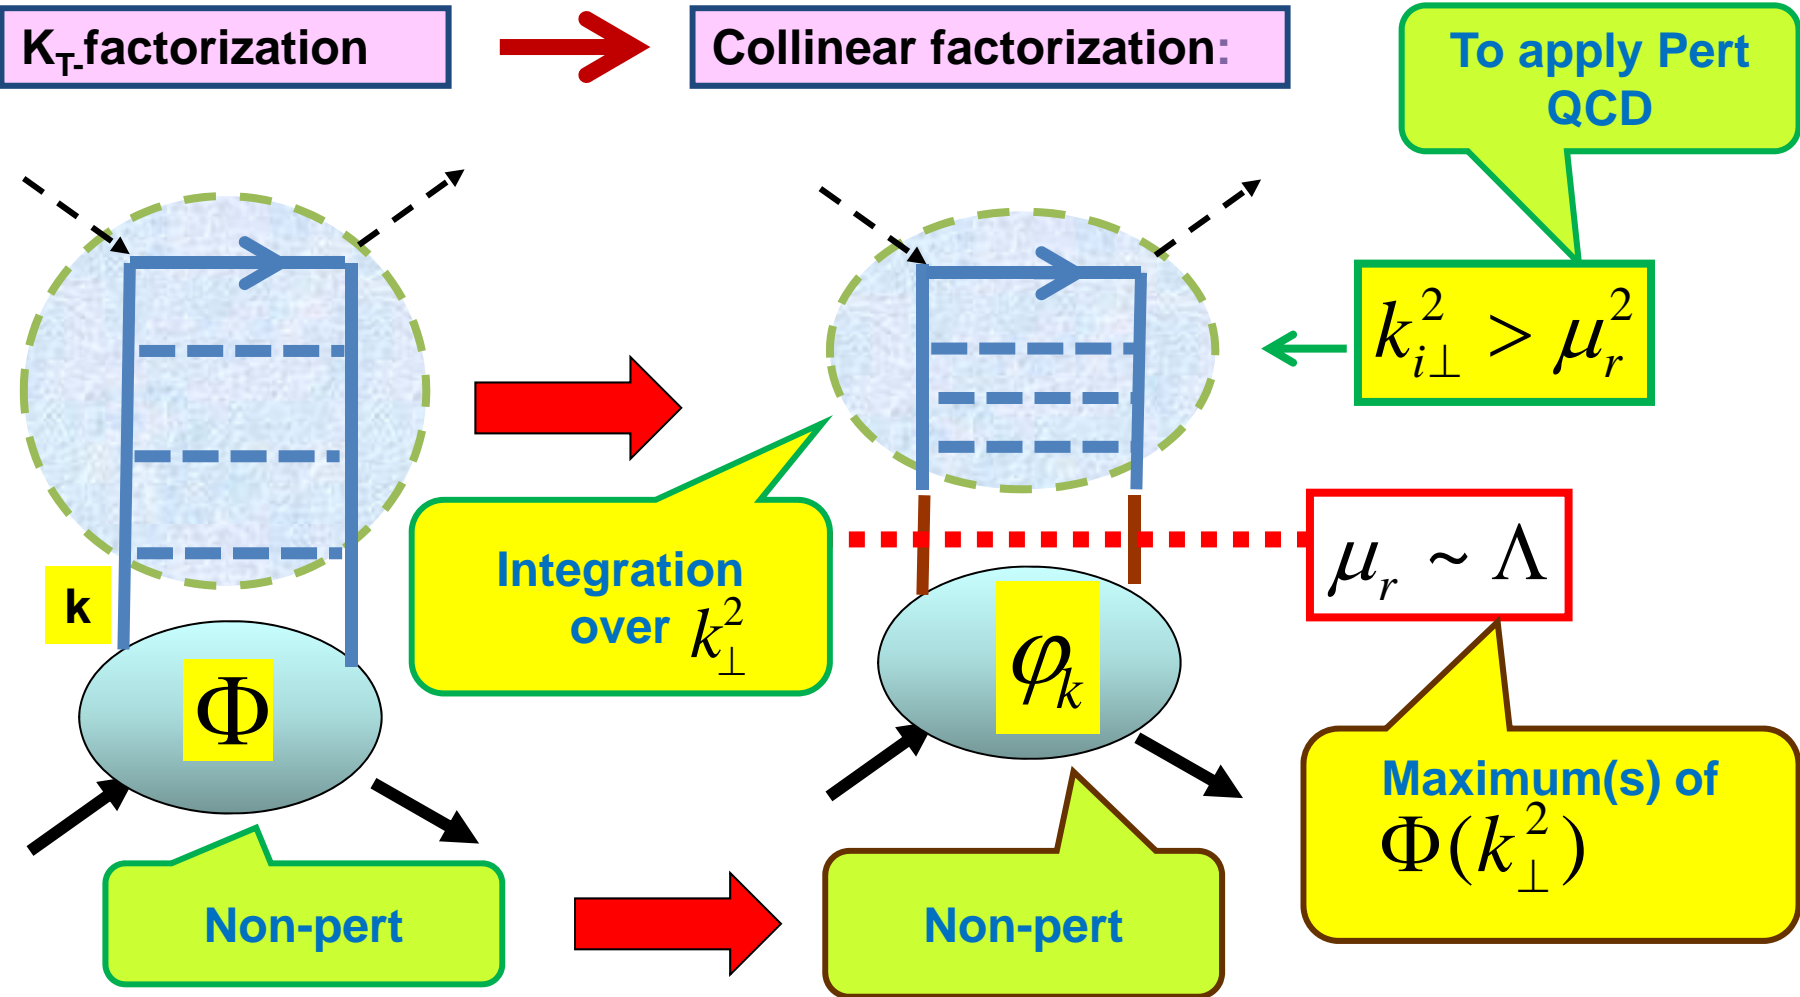 K_T-factorization
Collinear factorization:
To apply Pert
QCD
k_{i⊥}^2 > μ_r^2
Integration
over k_⊥^2
μ_r ~ Λ
k
Φ
φ_k
Maximum(s) of
Φ(k_⊥^2)
Non-pert
Non-pert